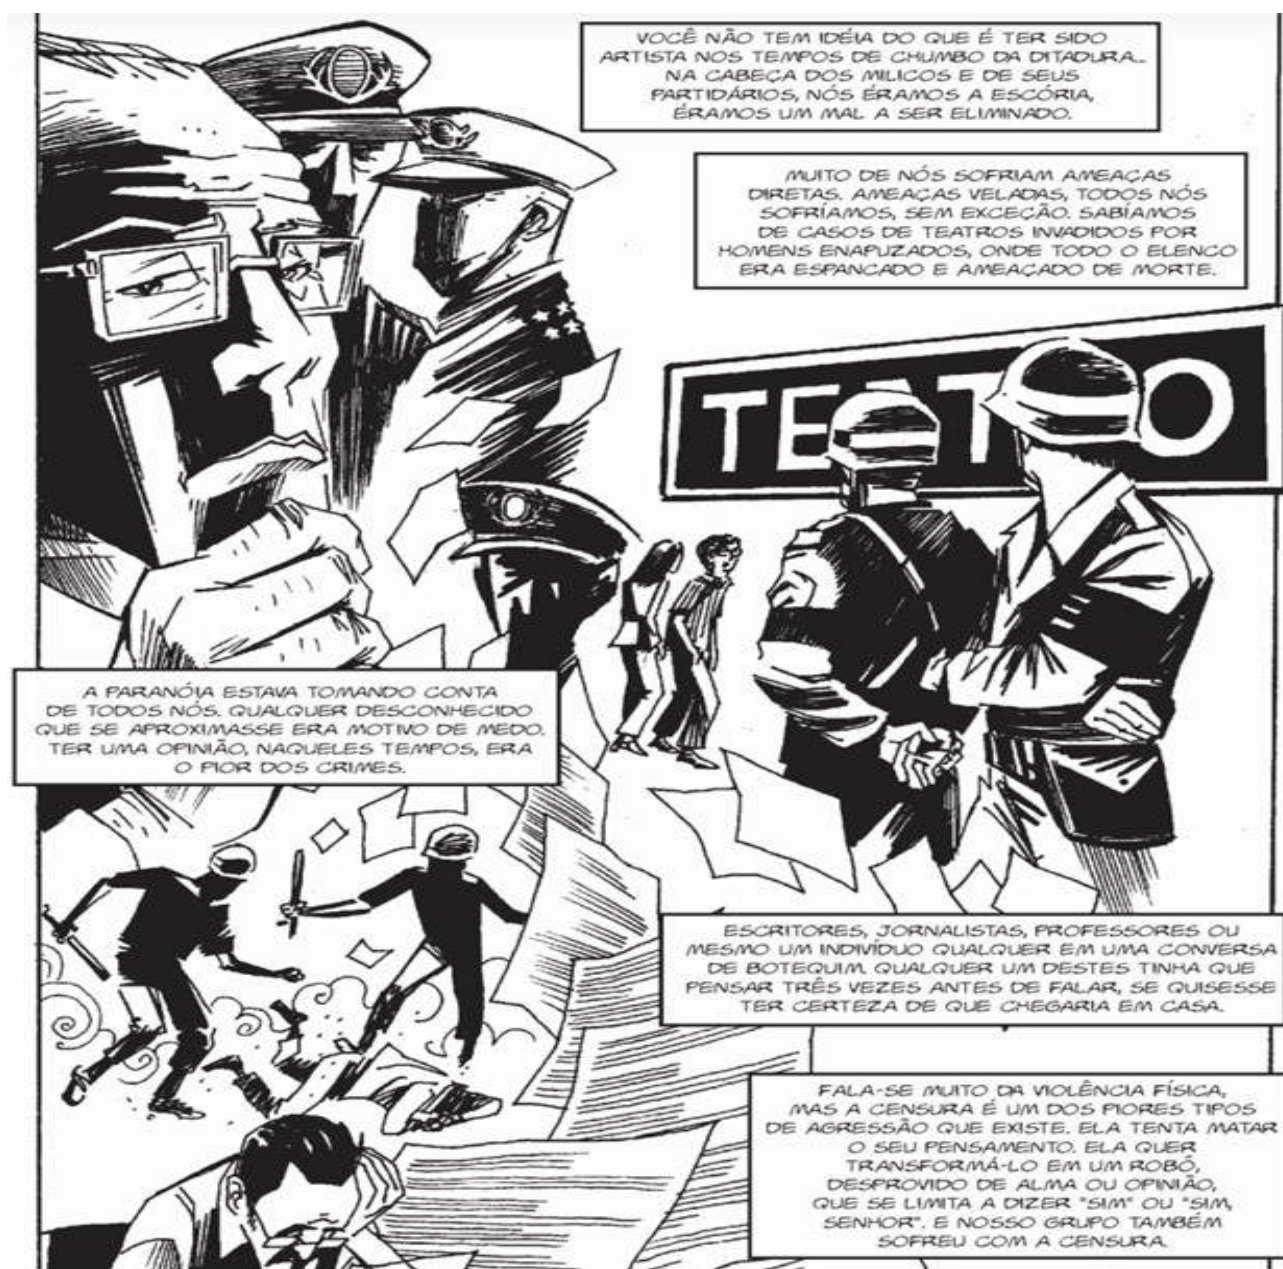 VOCÊ NÃO TEM IDÉIA DO QUE É TER SIDO
ARTISTA NOS TEMPOS DE CHUMBO DA DITADURA...
NA CABEÇA DOS MILICOS E DE SEUS
PARTIDÁRIOS, NÓS ÉRAMOS A ESCÓRIA,
ÉRAMOS UM MAL A SER ELIMINADO.
MUITO DE NÓS SOFRIAM AMEAÇAS
DIRETAS. AMEAÇAS VELADAS, TODOS NÓS
SOFRÍAMOS, SEM EXCEÇÃO. SABÍAMOS
DE CASOS DE TEATROS INVADIDOS POR
HOMENS ENAPUZADOS, ONDE TODO O ELENCO
ERA ESPANCADO E AMEAÇADO DE MORTE.
TEATRO
A PARANÓIA ESTAVA TOMANDO CONTA
DE TODOS NÓS. QUALQUER DESCONHECIDO
QUE SE APROXIMASSE ERA MOTIVO DE MEDO.
TER UMA OPINIÃO, NAQUELES TEMPOS, ERA
O PIOR DOS CRIMES.
ESCRITORES, JORNALISTAS, PROFESSORES OU
MESMO UM INDIVÍDUO QUALQUER EM UMA CONVERSA
DE BOTEQUIM. QUALQUER UM DESTES TINHA QUE
PENSAR TRÊS VEZES ANTES DE FALAR, SE QUISESSE
TER CERTEZA DE QUE CHEGARIA EM CASA.
FALA-SE MUITO DA VIOLÊNCIA FÍSICA,
MAS A CENSURA É UM DOS PIORES TIPOS
DE AGRESSÃO QUE EXISTE. ELA TENTA MATAR
O SEU PENSAMENTO. ELA QUER
TRANSFORMÁ-LO EM UM ROBÔ,
DESPROVIDO DE ALMA OU OPINIÃO,
QUE SE LIMITA A DIZER "SIM" OU "SIM,
SENHOR". E NOSSO GRUPO TAMBÉM
SOFREU COM A CENSURA.